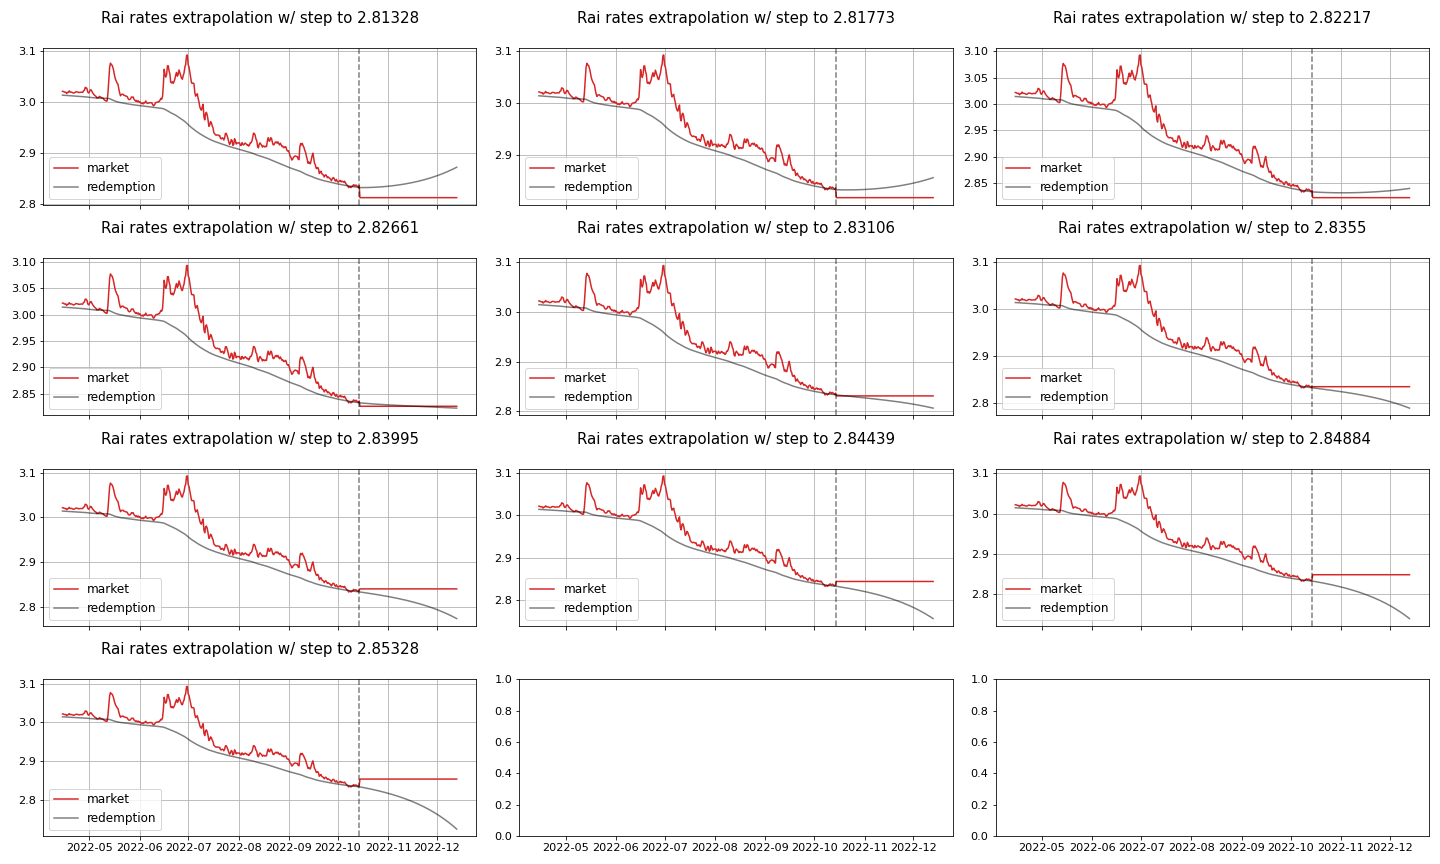 Rai rates extrapolation w/ step to 2.81328
Rai rates extrapolation w/ step to 2.81773
Rai rates extrapolation w/ step to 2.82217
3.1
3.0
2.9
2.8
market
redemption
3.1
3.0
2.9
market
redemption
3.10
3.05
3.00
2.95
2.90
2.85
market
redemption
Rai rates extrapolation w/ step to 2.82661
Rai rates extrapolation w/ step to 2.83106
Rai rates extrapolation w/ step to 2.8355
3.10
3.05
3.00
2.95
2.90
2.85
market
redemption
3.1
3.0
2.9
2.8
market
redemption
3.1
3.0
2.9
2.8
market
redemption
Rai rates extrapolation w/ step to 2.83995
Rai rates extrapolation w/ step to 2.84439
Rai rates extrapolation w/ step to 2.84884
3.1
3.0
2.9
2.8
market
redemption
3.1
3.0
2.9
2.8
market
redemption
3.1
3.0
2.9
2.8
market
redemption
Rai rates extrapolation w/ step to 2.85328
3.1
3.0
2.9
2.8
market
redemption
2022-05 2022-06 2022-07 2022-08 2022-09 2022-10 2022-11 2022-12
1.0
0.8
0.6
0.4
0.2
0.0
2022-05 2022-06 2022-07 2022-08 2022-09 2022-10 2022-11 2022-12
1.0
0.8
0.6
0.4
0.2
0.0
2022-05 2022-06 2022-07 2022-08 2022-09 2022-10 2022-11 2022-12